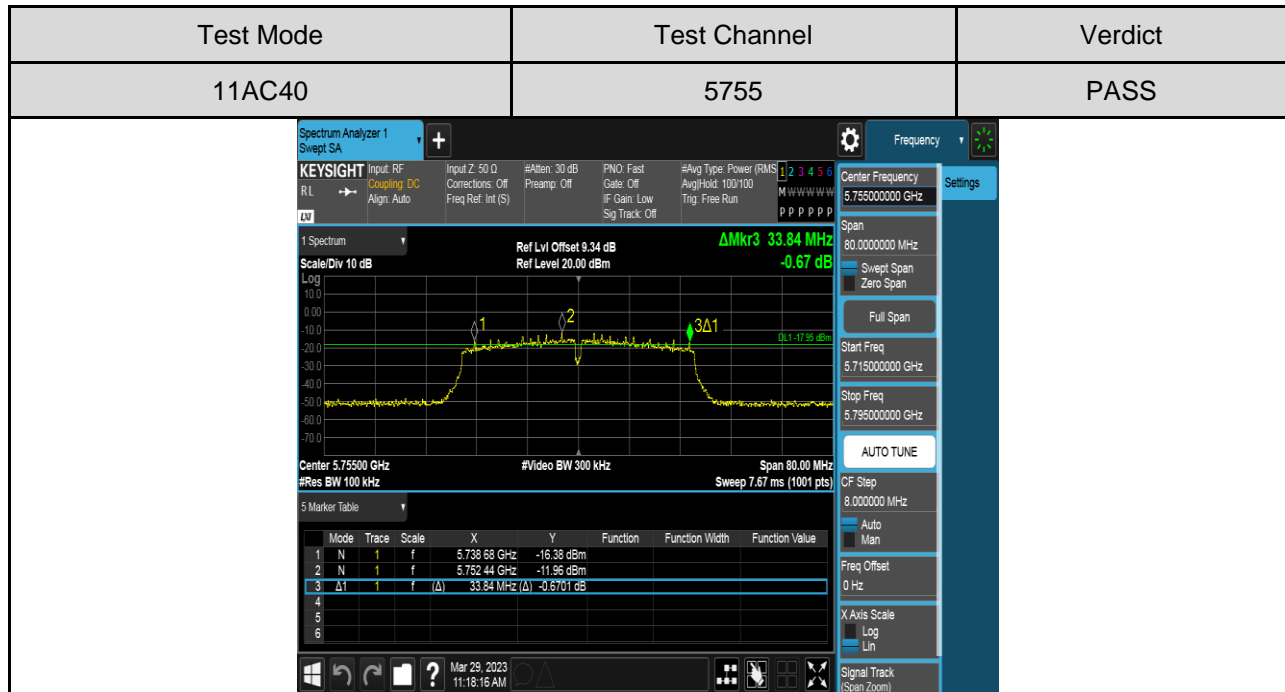 Test Mode Test Channel Verdict
11AC40 5755 PASS
Spectrum Analyzer 1
Swept SA
+
Frequency
KEYSIGHT Input: RF Input Z: 50 Ω #Atten: 30 dB PNO: Fast #Avg Type: Power (RMS 1 2 3 4 5 6
RL Coupling: DC Corrections: Off Preamp: Off Gate: Off Avg|Hold: 100/100 M W W W W W
Align: Auto Freq Ref: Int (S) IF Gain: Low Trig: Free Run
LXI Sig Track: Off P P P P P P
Center Frequency
5.755000000 GHz
Settings
1 Spectrum
Ref Lvl Offset 9.34 dB
ΔMkr3 33.84 MHz
Scale/Div 10 dB
Ref Level 20.00 dBm
-0.67 dB
Log
10.0
0.00
-10.0
-20.0
-30.0
-40.0
-50.0
-60.0
-70.0
1
2
3Δ1
DL1 -17.95 dBm
Center 5.75500 GHz #Video BW 300 kHz Span 80.00 MHz
#Res BW 100 kHz Sweep 7.67 ms (1001 pts)
Span
80.0000000 MHz
Swept Span
Zero Span
Full Span
Start Freq
5.715000000 GHz
Stop Freq
5.795000000 GHz
AUTO TUNE
CF Step
8.000000 MHz
Auto
Man
Freq Offset
0 Hz
X Axis Scale
Log
Lin
Signal Track
(Span Zoom)
5 Marker Table
Mode Trace Scale X Y Function Function Width Function Value
1 N 1 f 5.738 68 GHz -16.38 dBm
2 N 1 f 5.752 44 GHz -11.96 dBm
3 Δ1 1 f (Δ) 33.84 MHz (Δ) -0.6701 dB
4
5
6
? Mar 29, 2023
11:18:16 AM